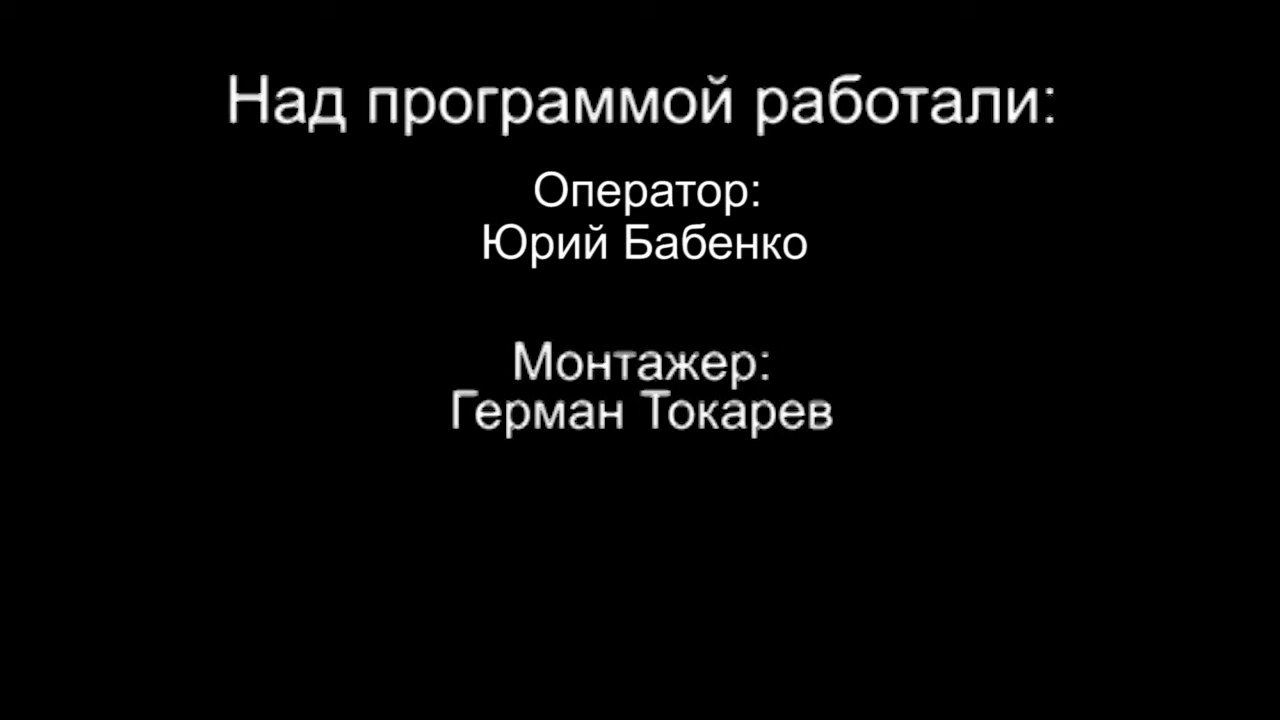 Над программой работали:
Оператор:
Юрий Бабенко
Монтажер:
Герман Токарев